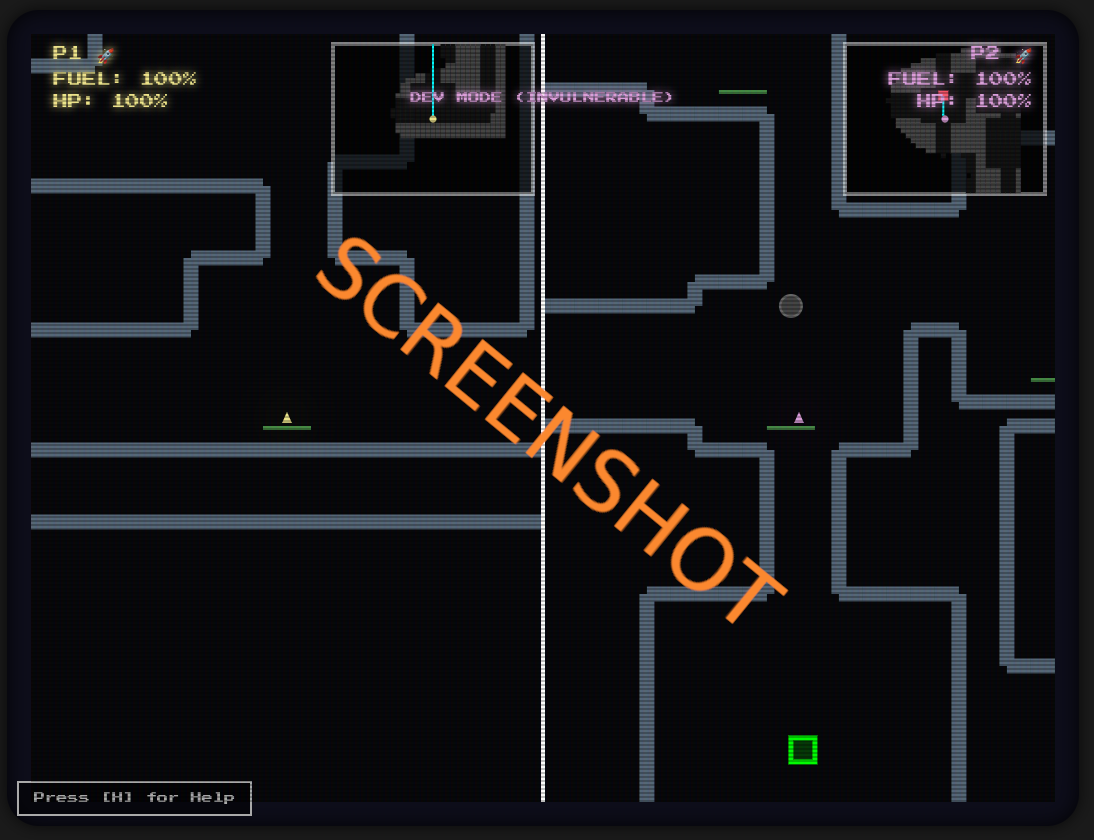 P1 🚀
FUEL: 100%
HP: 100%
DEV MODE (INVULNERABLE)
P2 🚀
FUEL: 100%
HP: 100%
SCREENSHOT
Press [H] for Help